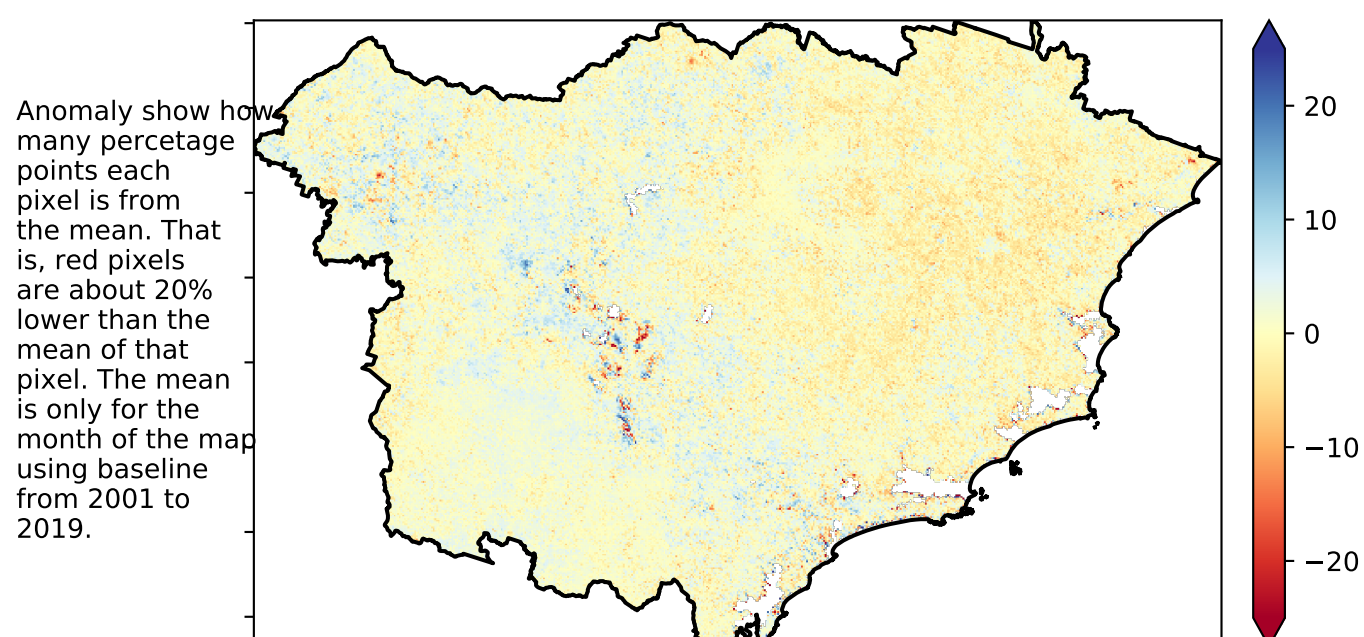 Anomaly show how
many percetage
points each
pixel is from
the mean. That
is, red pixels
are about 20%
lower than the
mean of that
pixel. The mean
is only for the
month of the map
using baseline
from 2001 to
2019.
20
10
0
−10
−20